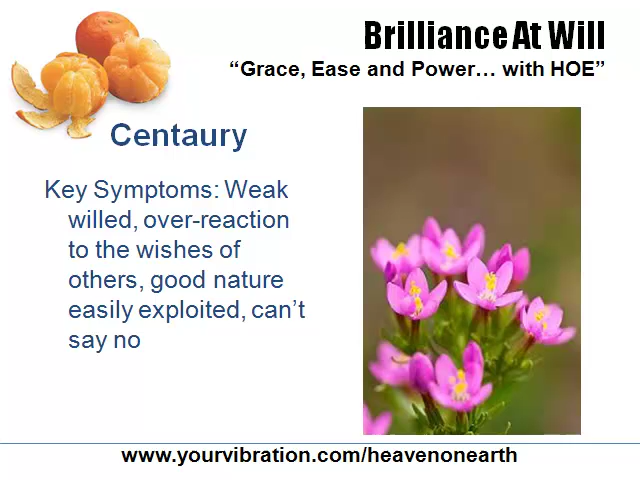 Brilliance At Will
“Grace, Ease and Power… with HOE”
Centaury
Key Symptoms: Weak
willed, over-reaction
to the wishes of
others, good nature
easily exploited, can’t
say no
www.yourvibration.com/heavenonearth